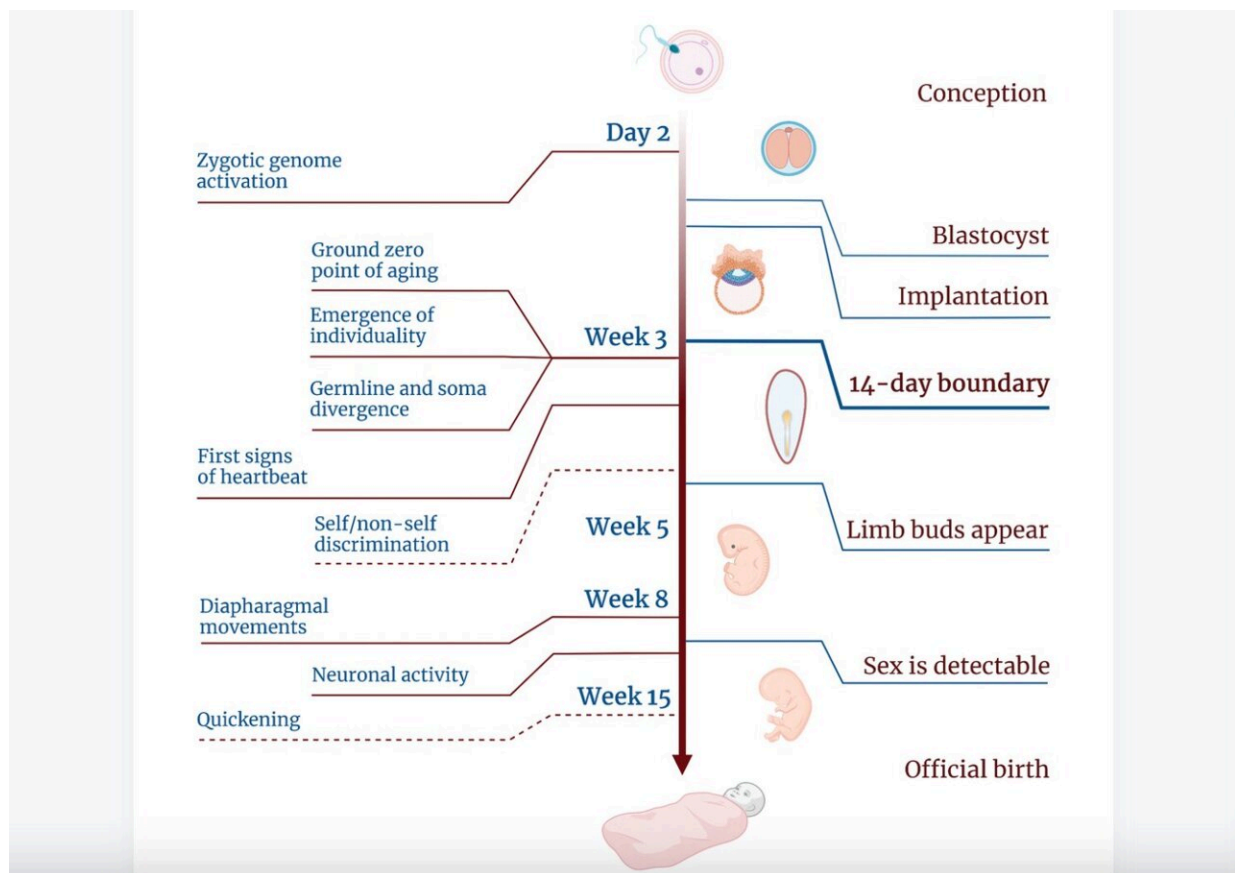 Conception
Day 2
Zygotic genome
activation
Blastocyst
Ground zero
point of aging
Implantation
Emergence of
individuality
Week 3
14-day boundary
Germline and soma
divergence
First signs
of heartbeat
Self/non-self
discrimination
Week 5
Limb buds appear
Week 8
Diapharagmal
movements
Neuronal activity
Sex is detectable
Week 15
Quickening
Official birth